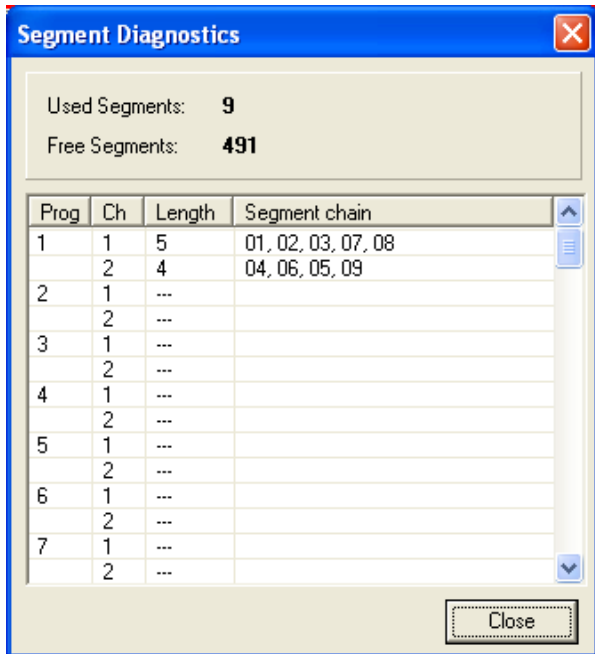 Segment Diagnostics
Used Segments: 9
Free Segments: 491
Prog Ch Length Segment chain
1 1 5 01, 02, 03, 07, 08
2 4 04, 06, 05, 09
2 1 ---
2 ---
3 1 ---
2 ---
4 1 ---
2 ---
5 1 ---
2 ---
6 1 ---
2 ---
7 1 ---
2 ---
Close